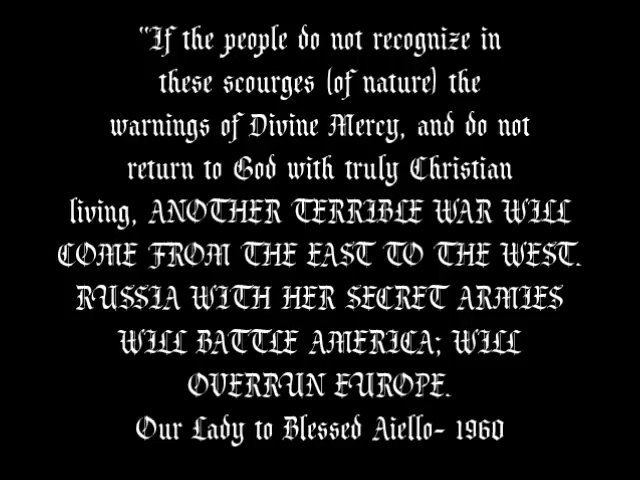 "If the people do not recognize in
these scourges (of nature) the
warnings of Divine Mercy, and do not
return to God with truly Christian
living, ANOTHER TERRIBLE WAR WILL
COME FROM THE EAST TO THE WEST.
RUSSIA WITH HER SECRET ARMIES
WILL BATTLE AMERICA; WILL
OVERRUN EUROPE.
Our Lady to Blessed Aiello- 1960